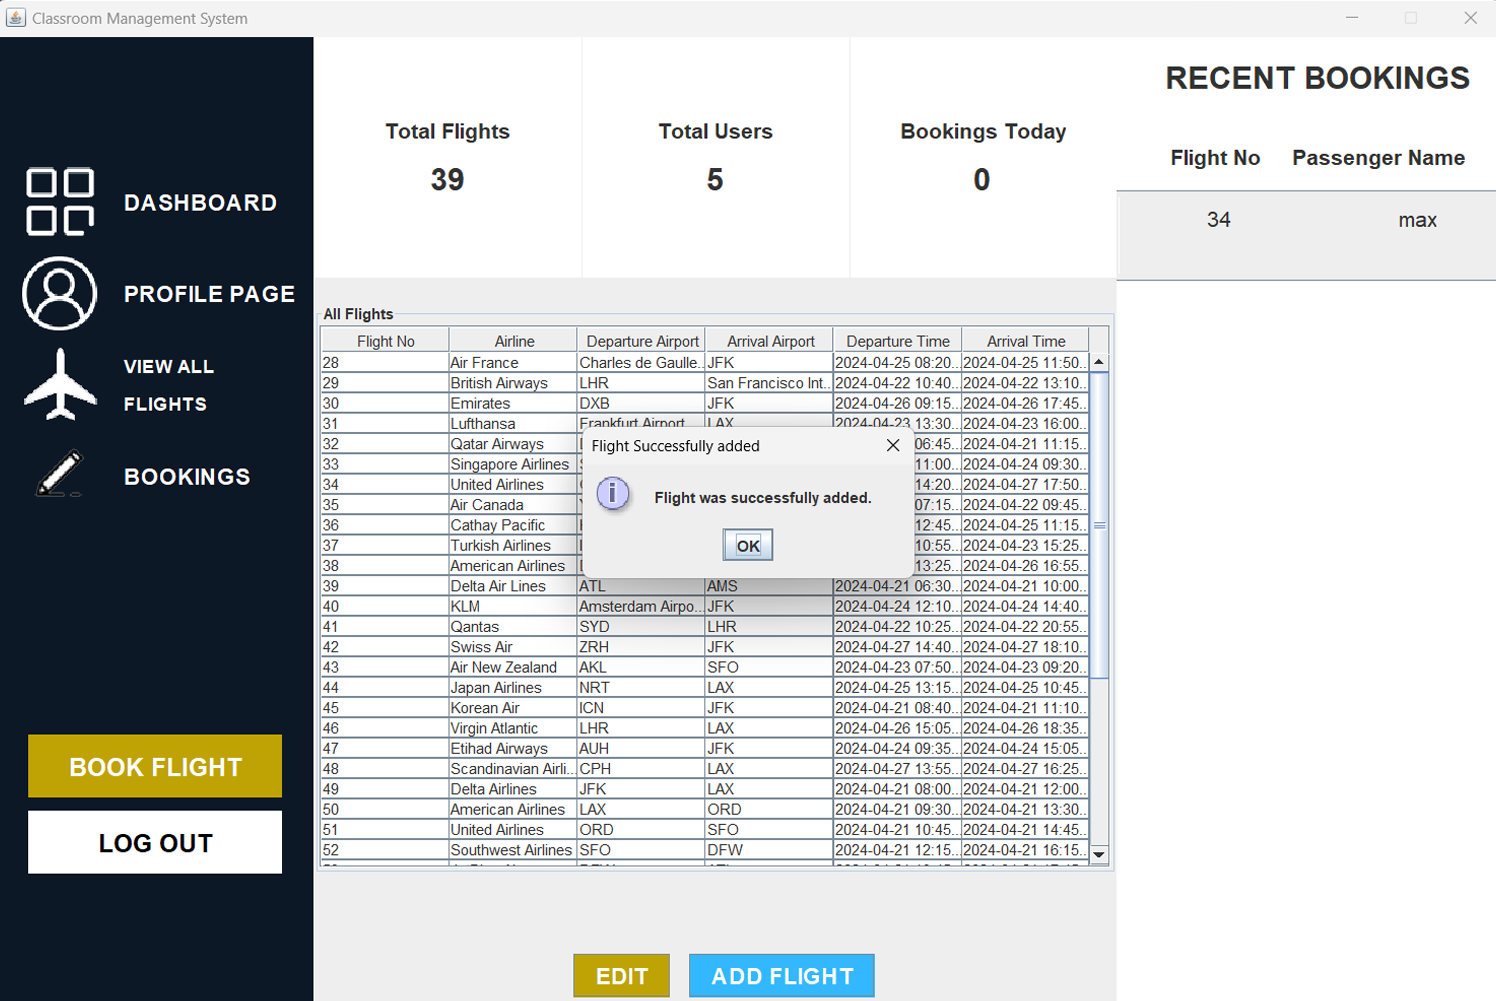 Classroom Management System
DASHBOARD
PROFILE PAGE
VIEW ALL
FLIGHTS
BOOKINGS
BOOK FLIGHT
LOG OUT
Total Flights
39
Total Users
5
Bookings Today
0
RECENT BOOKINGS
Flight No Passenger Name
34 max
All Flights
Flight No Airline Departure Airport Arrival Airport Departure Time Arrival Time
28 Air France Charles de Gaulle... JFK 2024-04-25 08:20... 2024-04-25 11:50...
29 British Airways LHR San Francisco Int... 2024-04-22 10:40... 2024-04-22 13:10...
30 Emirates DXB JFK 2024-04-26 09:15... 2024-04-26 17:45...
31 Lufthansa Frankfurt Airport LAX 2024-04-23 13:30... 2024-04-23 16:00...
32 Qatar Airways 06:45... 2024-04-21 11:15...
33 Singapore Airlines 11:00... 2024-04-24 09:30...
34 United Airlines 14:20... 2024-04-27 17:50...
35 Air Canada 07:15... 2024-04-22 09:45...
36 Cathay Pacific 12:45... 2024-04-25 11:15...
37 Turkish Airlines 10:55... 2024-04-23 15:25...
38 American Airlines 13:25... 2024-04-26 16:55...
39 Delta Air Lines ATL AMS 2024-04-21 06:30... 2024-04-21 10:00...
40 KLM Amsterdam Airpo... JFK 2024-04-24 12:10... 2024-04-24 14:40...
41 Qantas SYD LHR 2024-04-22 10:25... 2024-04-22 20:55...
42 Swiss Air ZRH JFK 2024-04-27 14:40... 2024-04-27 18:10...
43 Air New Zealand AKL SFO 2024-04-23 07:50... 2024-04-23 09:20...
44 Japan Airlines NRT LAX 2024-04-25 13:15... 2024-04-25 10:45...
45 Korean Air ICN JFK 2024-04-21 08:40... 2024-04-21 11:10...
46 Virgin Atlantic LHR LAX 2024-04-26 15:05... 2024-04-26 18:35...
47 Etihad Airways AUH JFK 2024-04-24 09:35... 2024-04-24 15:05...
48 Scandinavian Airli... CPH LAX 2024-04-27 13:55... 2024-04-27 16:25...
49 Delta Airlines JFK LAX 2024-04-21 08:00... 2024-04-21 12:00...
50 American Airlines LAX ORD 2024-04-21 09:30... 2024-04-21 13:30...
51 United Airlines ORD SFO 2024-04-21 10:45... 2024-04-21 14:45...
52 Southwest Airlines SFO DFW 2024-04-21 12:15... 2024-04-21 16:15...
Flight Successfully added
Flight was successfully added.
OK
EDIT
ADD FLIGHT